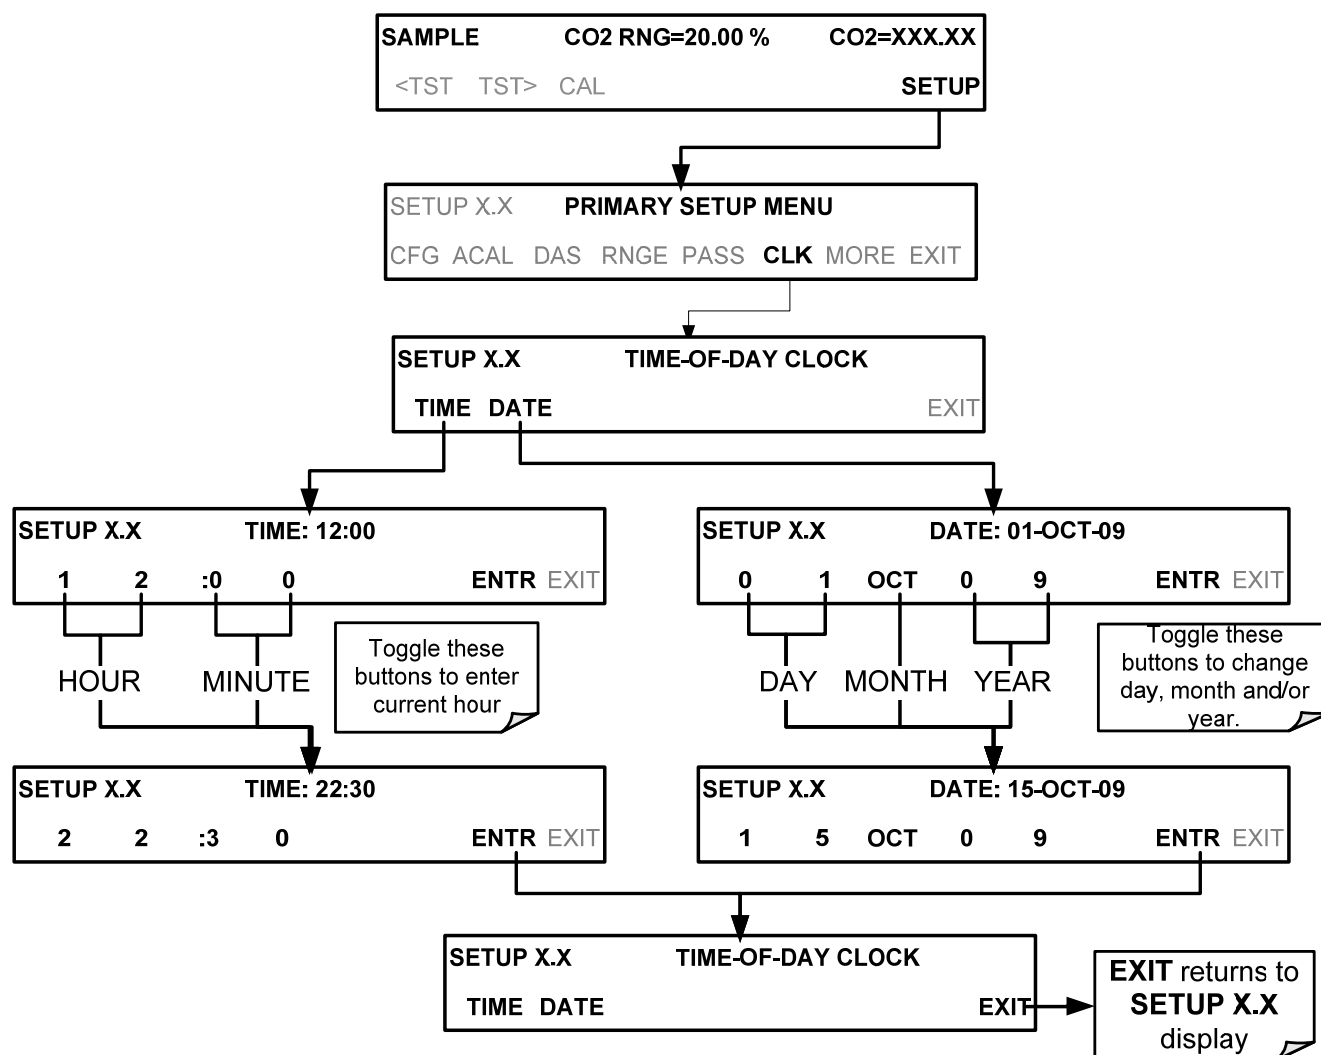 SAMPLE CO2 RNG=20.00 % CO2=XXX.XX
<TST TST> CAL SETUP
SETUP X.X PRIMARY SETUP MENU
CFG ACAL DAS RNGE PASS CLK MORE EXIT
SETUP X.X TIME-OF-DAY CLOCK
TIME DATE EXIT
SETUP X.X TIME: 12:00
1 2 :0 0 ENTR EXIT
HOUR MINUTE
Toggle these
buttons to enter
current hour
SETUP X.X TIME: 22:30
2 2 :3 0 ENTR EXIT
SETUP X.X DATE: 01-OCT-09
0 1 OCT 0 9 ENTR EXIT
DAY MONTH YEAR
Toggle these
buttons to change
day, month and/or
year.
SETUP X.X DATE: 15-OCT-09
1 5 OCT 0 9 ENTR EXIT
SETUP X.X TIME-OF-DAY CLOCK
TIME DATE EXIT
EXIT returns to
SETUP X.X
display